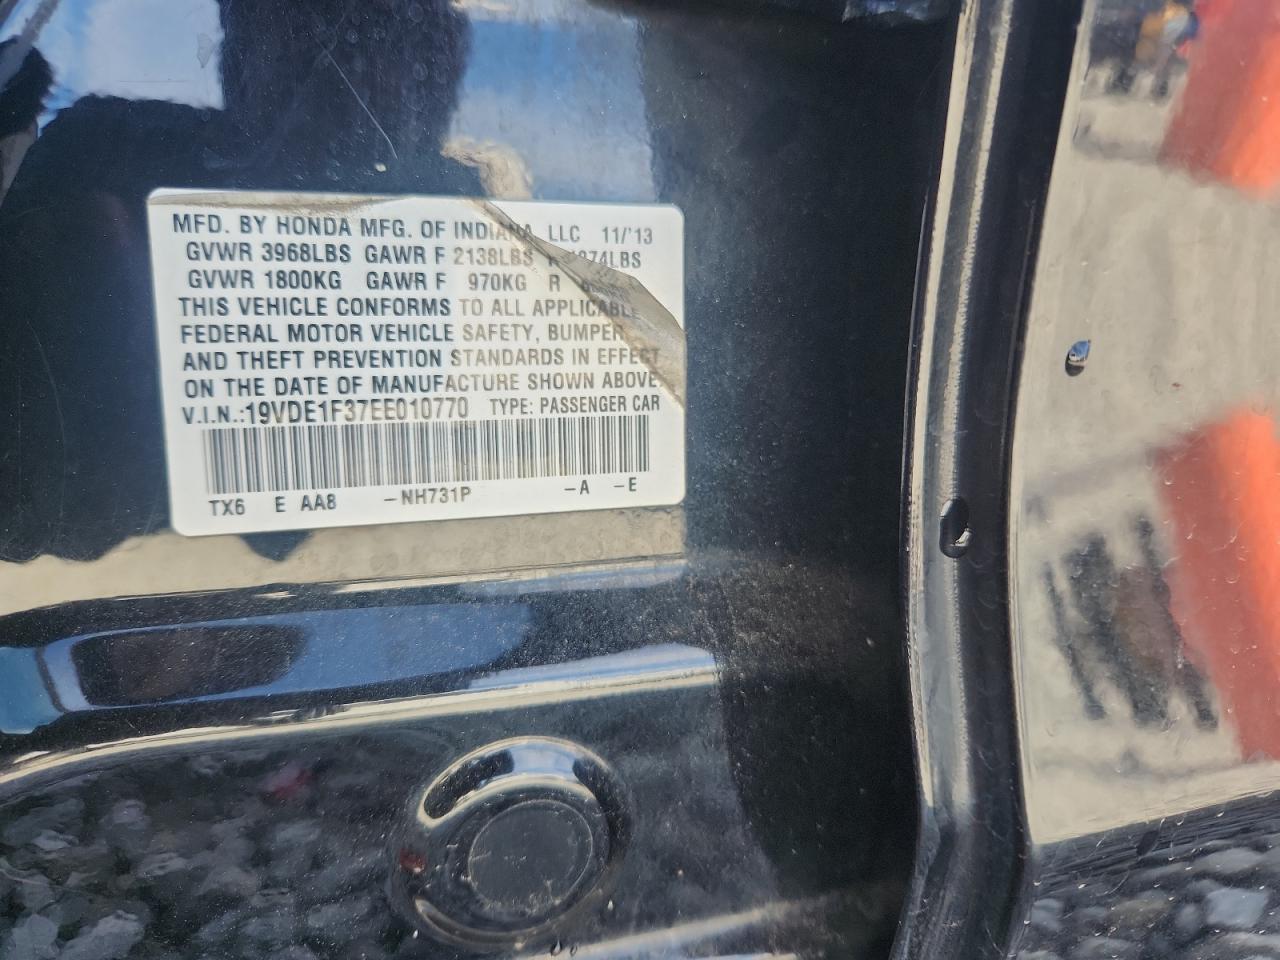 MFD. BY HONDA MFG. OF INDIANA, LLC 11/'13
GVWR 3968LBS GAWR F 2138LBS R 1874LBS
GVWR 1800KG GAWR F 970KG R
THIS VEHICLE CONFORMS TO ALL APPLICABLE
FEDERAL MOTOR VEHICLE SAFETY, BUMPER,
AND THEFT PREVENTION STANDARDS IN EFFECT
ON THE DATE OF MANUFACTURE SHOWN ABOVE.
V.I.N.:19VDE1F37EE010770 TYPE: PASSENGER CAR
TX6 E AA8 -NH731P -A -E